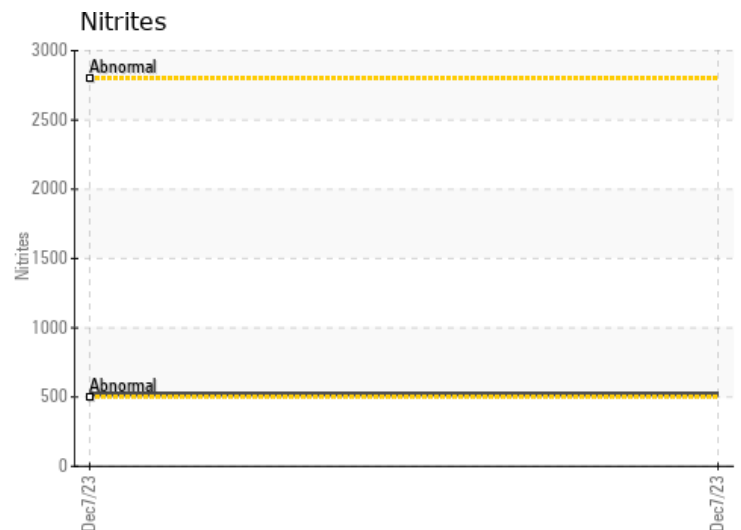 Nitrites
3000
Abnormal
2500
2000
Nitrites
1500
1000
Abnormal
500
0
Dec7/23
Dec7/23